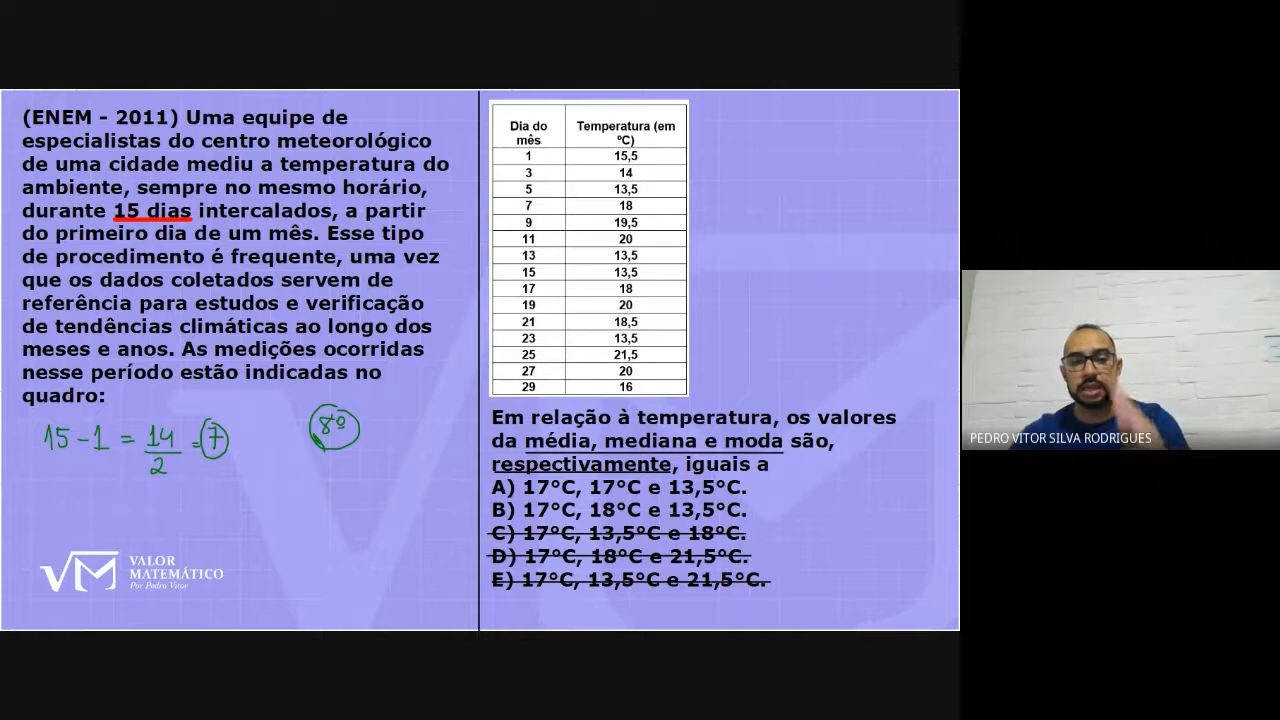 (ENEM - 2011) Uma equipe de
especialistas do centro meteorológico
de uma cidade mediu a temperatura do
ambiente, sempre no mesmo horário,
durante 15 dias intercalados, a partir
do primeiro dia de um mês. Esse tipo
de procedimento é frequente, uma vez
que os dados coletados servem de
referência para estudos e verificação
de tendências climáticas ao longo dos
meses e anos. As medições ocorridas
nesse período estão indicadas no
quadro:
15 - 1 = 14/2 = 7
8º
VM VALOR
MATEMÁTICO
Por Pedro Vitor
Dia do mês Temperatura (em ºC)
1 15,5
3 14
5 13,5
7 18
9 19,5
11 20
13 13,5
15 13,5
17 18
19 20
21 18,5
23 13,5
25 21,5
27 20
29 16
Em relação à temperatura, os valores
da média, mediana e moda são,
respectivamente, iguais a
A) 17°C, 17°C e 13,5°C.
B) 17°C, 18°C e 13,5°C.
C) 17°C, 13,5°C e 18°C.
D) 17°C, 18°C e 21,5°C.
E) 17°C, 13,5°C e 21,5°C.
PEDRO VITOR SILVA RODRIGUES